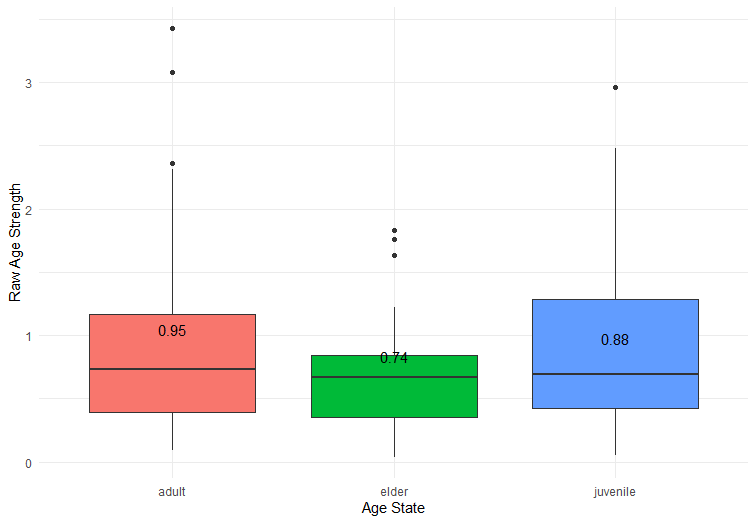 3
2
1
0
Raw Age Strength
0.95
0.74
0.88
adult
elder
juvenile
Age State